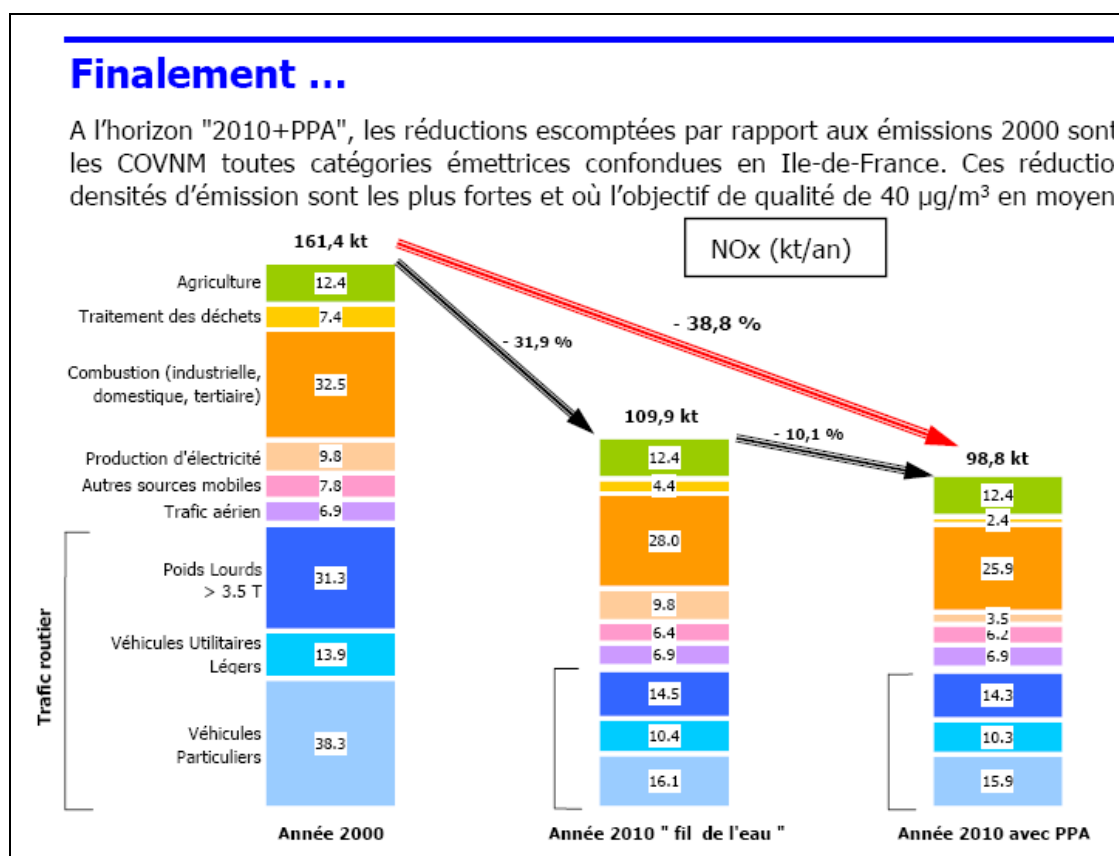 Finalement ...
A l'horizon "2010+PPA", les réductions escomptées par rapport aux émissions 2000 sont
les COVNM toutes catégories émettrices confondues en Ile-de-France. Ces réductio
densités d'émission sont les plus fortes et où l'objectif de qualité de 40 µg/m³ en moyen
161,4 kt
NOx (kt/an)
Agriculture
12.4
Traitement des déchets
7.4
- 31,9 %
- 38,8 %
Combustion (industrielle,
domestique, tertiaire)
32.5
109,9 kt
- 10,1 %
98,8 kt
Production d'électricité
9.8
12.4
Autres sources mobiles
7.8
4.4
12.4
Trafic aérien
6.9
2.4
28.0
Poids Lourds
> 3.5 T
31.3
25.9
9.8
3.5
6.4
6.2
6.9
6.9
Trafic routier
Véhicules Utilitaires
Légers
13.9
14.5
14.3
10.4
10.3
Véhicules
Particuliers
38.3
16.1
15.9
Année 2000
Année 2010 " fil de l'eau "
Année 2010 avec PPA